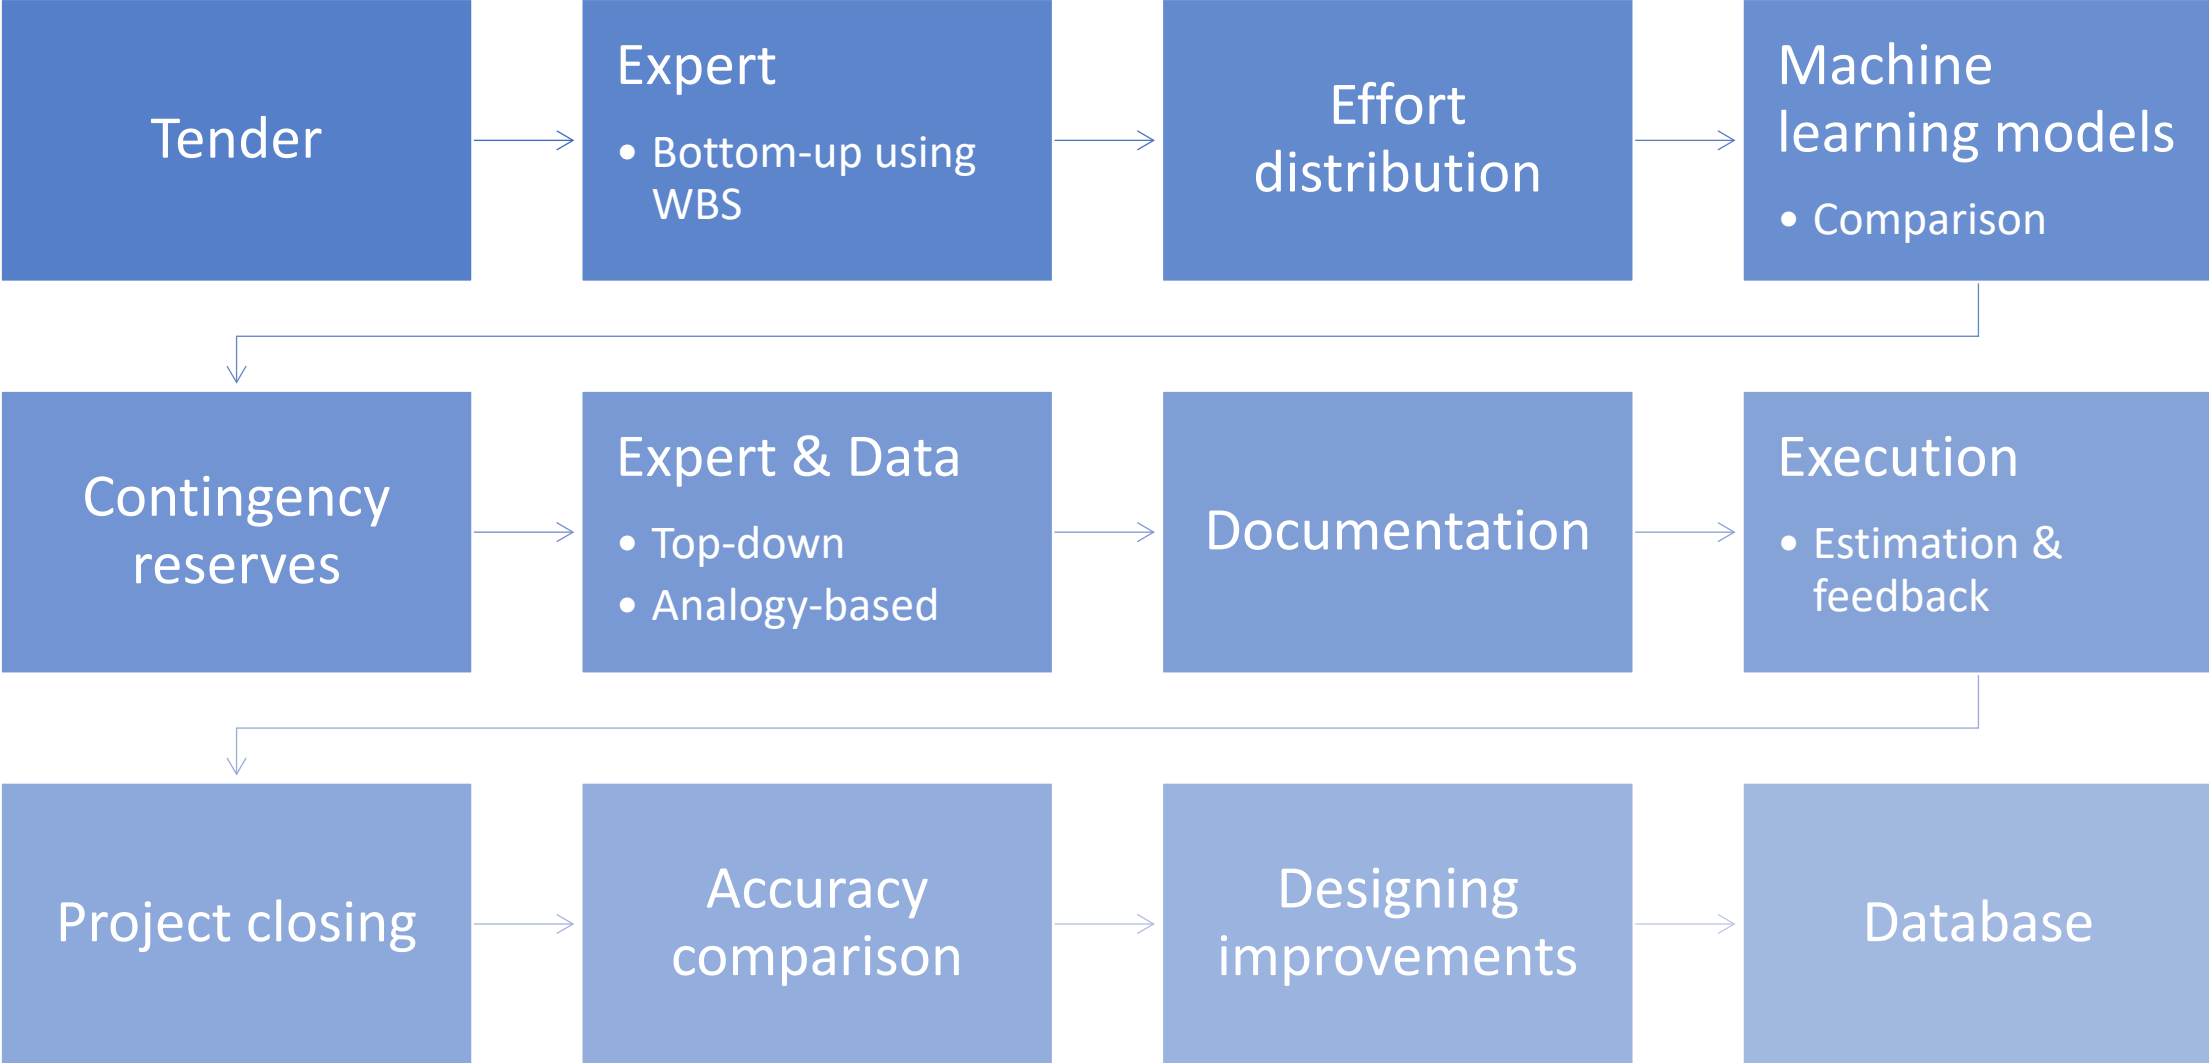 Tender
Expert
• Bottom-up using
WBS
Effort
distribution
Machine
learning models
• Comparison
Contingency
reserves
Expert & Data
• Top-down
• Analogy-based
Documentation
Execution
• Estimation &
feedback
Project closing
Accuracy
comparison
Designing
improvements
Database